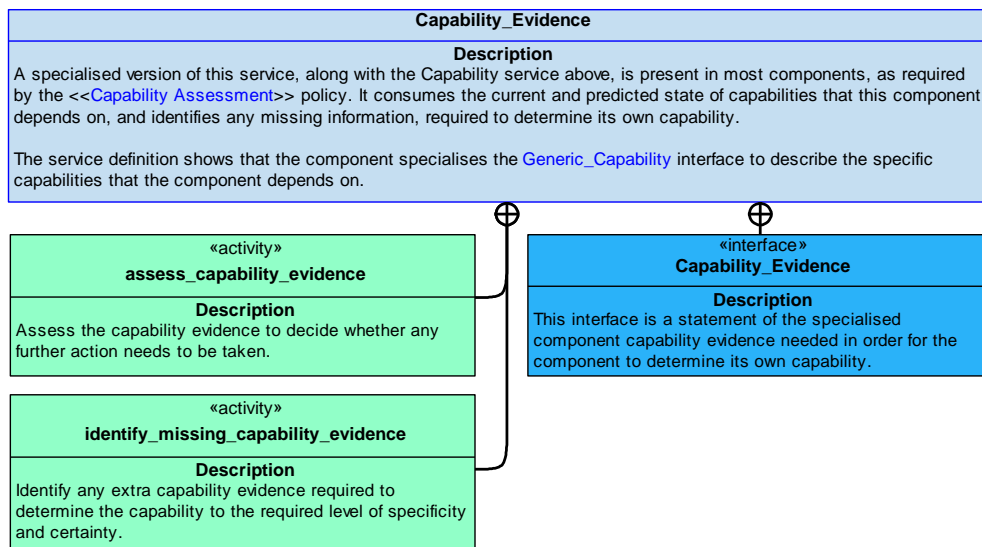 Capability_Evidence
Description
A specialised version of this service, along with the Capability service above, is present in most components, as required
by the <<Capability Assessment>> policy. It consumes the current and predicted state of capabilities that this component
depends on, and identifies any missing information, required to determine its own capability.
The service definition shows that the component specialises the Generic_Capability interface to describe the specific
capabilities that the component depends on.
«activity»
assess_capability_evidence
Description
Assess the capability evidence to decide whether any
further action needs to be taken.
«interface»
Capability_Evidence
Description
This interface is a statement of the specialised
component capability evidence needed in order for the
component to determine its own capability.
«activity»
identify_missing_capability_evidence
Description
Identify any extra capability evidence required to
determine the capability to the required level of specificity
and certainty.